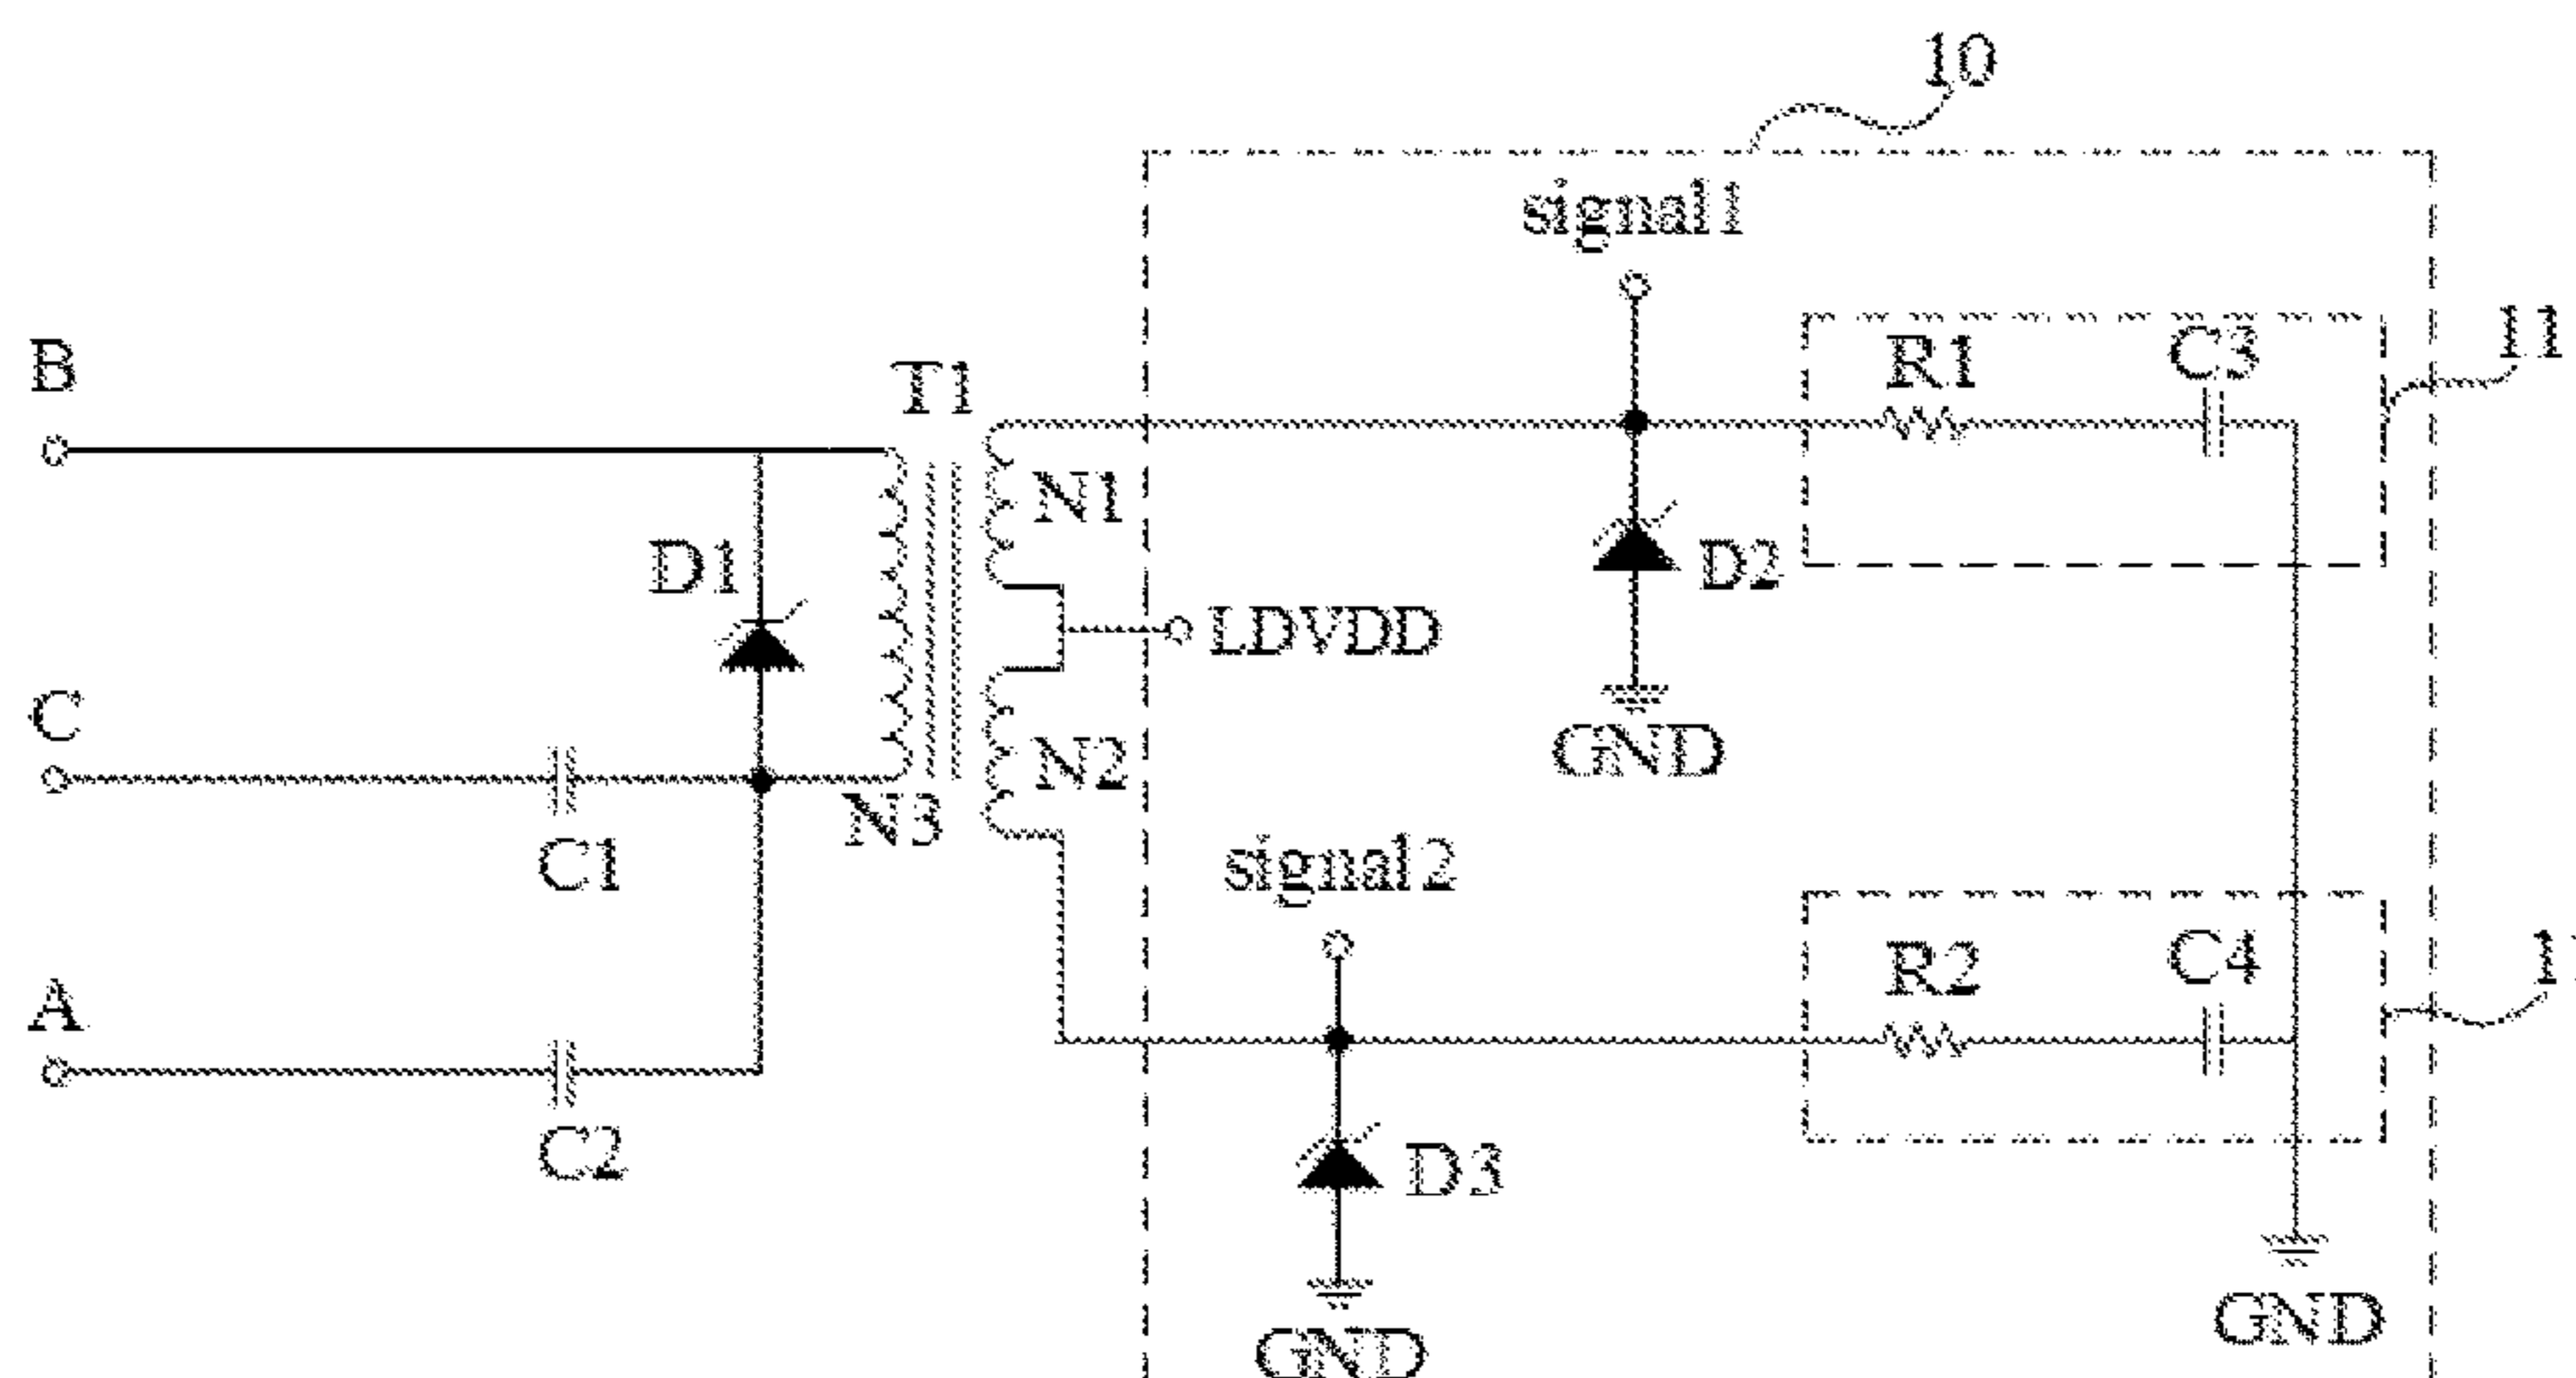 10
signal1
B
T1
R1
C3
11
N1
D1
D2
LDVDD
C
GND
N2
N3
C1
signal2
R2
C4
A
C2
D3
GND
GND